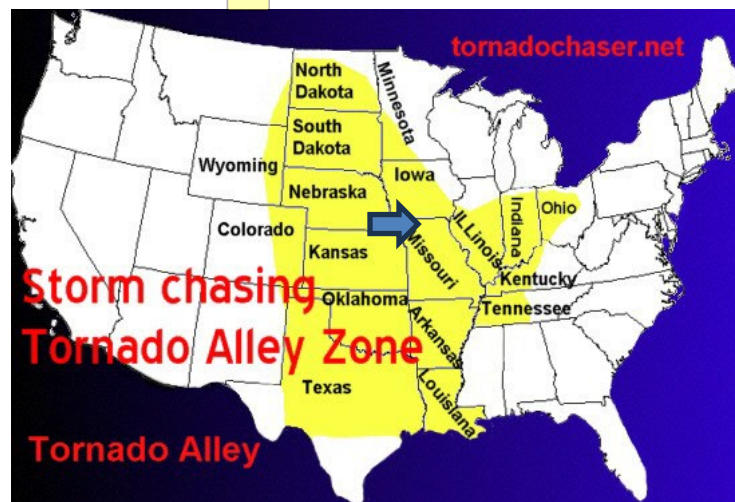 tornadochaser.net
North
Dakota
Minnesota
South
Dakota
Wyoming
Iowa
Nebraska
ILLinois
Indiana
Ohio
Colorado
Kansas
Missouri
Kentucky
Storm chasing
Oklahoma
Tennessee
Tornado Alley Zone
Arkansas
Texas
Louisiana
Tornado Alley